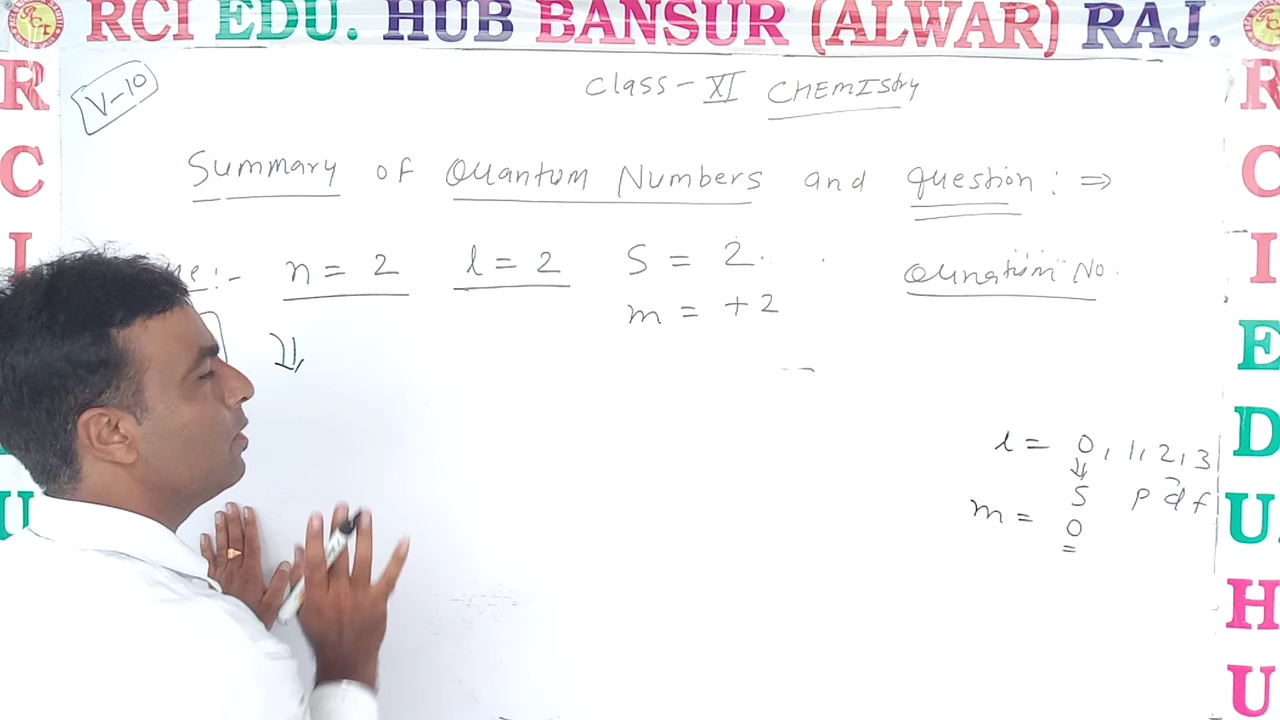 RCI EDU. HUB BANSUR (ALWAR) RAJ.
R
C
I
U
V-10
Class - XI CHEMIStry
Summary of Quantum Numbers and question : ⇒
n = 2 l = 2 S = 2.
m = +2
No.
l = 0, 1, 2, 3
S p d f
m = 0
R
C
I
E
D
U.
H
U